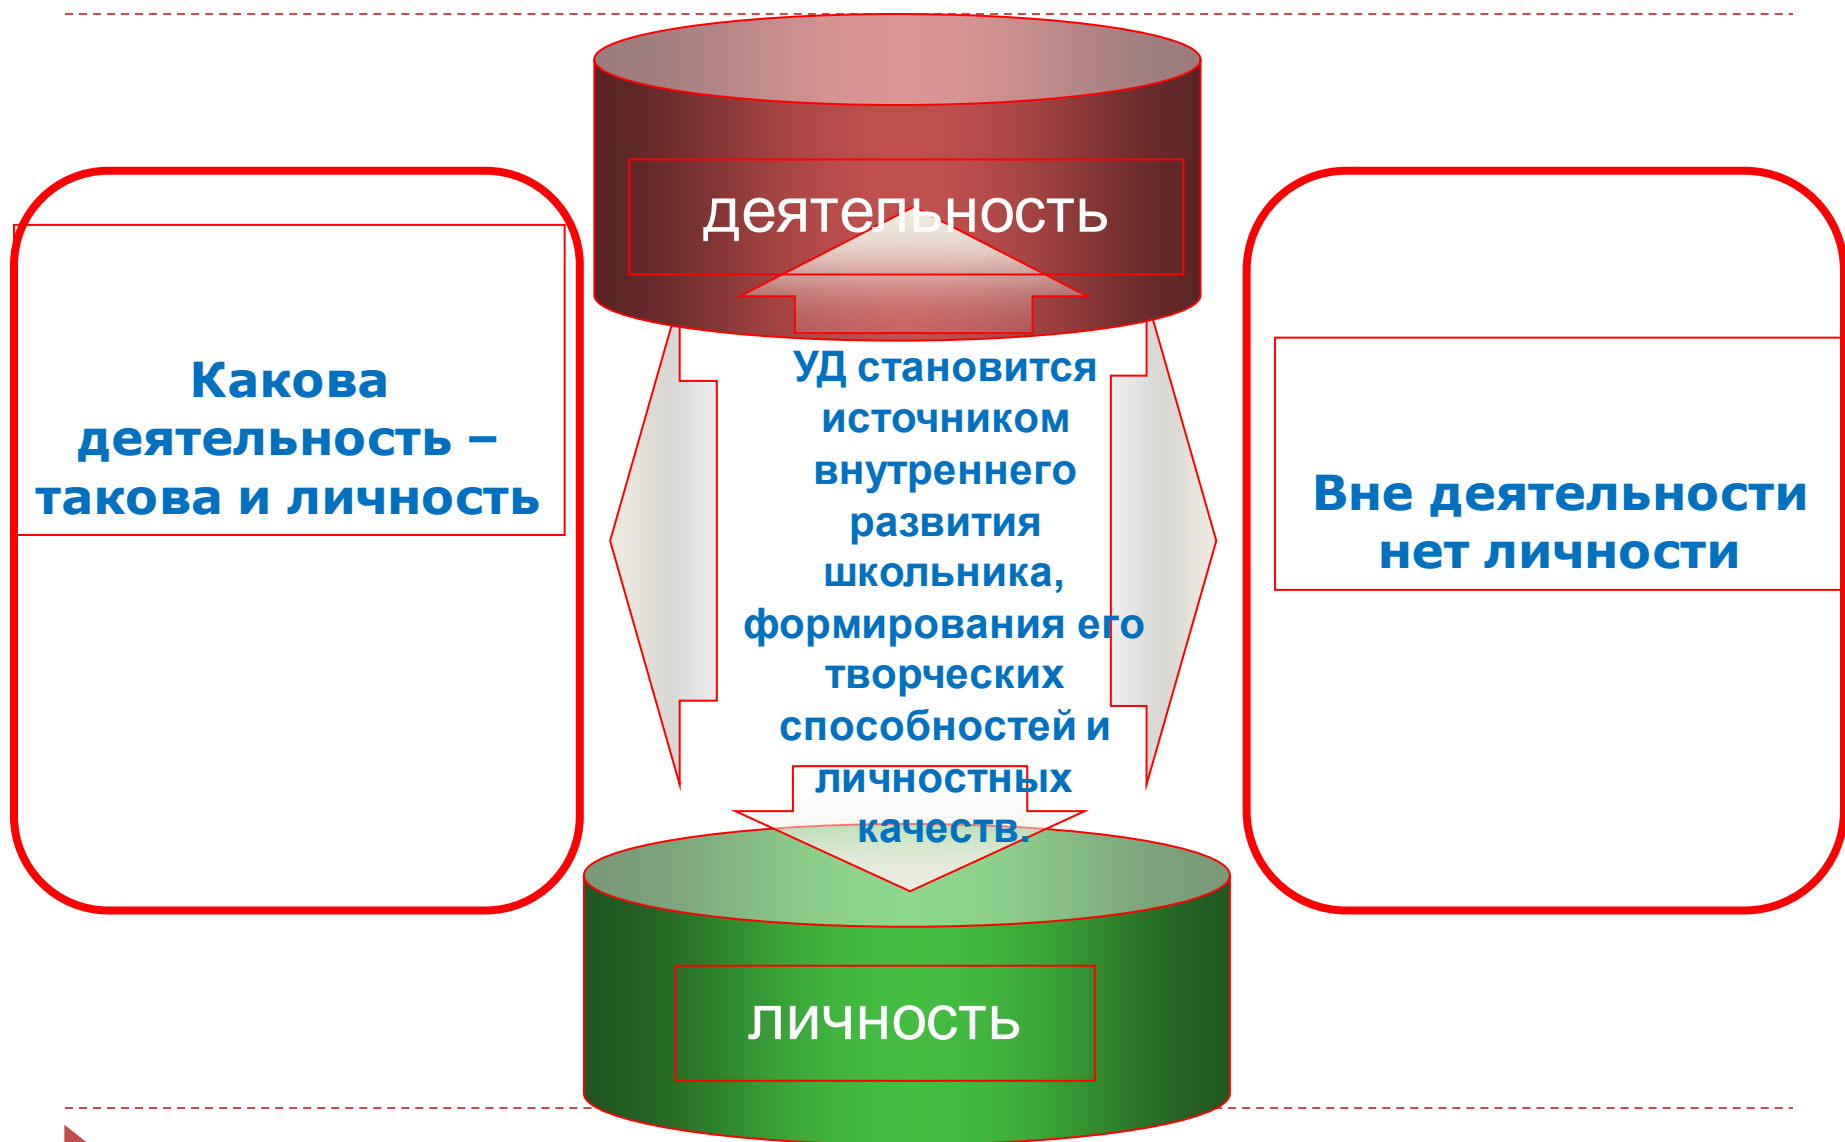 деятельность
Какова
деятельность –
такова и личность
УД становится
источником
внутреннего
развития
школьника,
формирования его
творческих
способностей и
личностных
качеств.
Вне деятельности
нет личности
личность